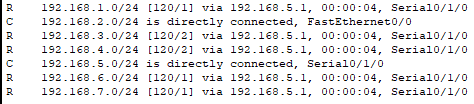 R 192.168.1.0/24 [120/1] via 192.168.5.1, 00:00:04, Serial0/1/0
C 192.168.2.0/24 is directly connected, FastEthernet0/0
R 192.168.3.0/24 [120/2] via 192.168.5.1, 00:00:04, Serial0/1/0
R 192.168.4.0/24 [120/2] via 192.168.5.1, 00:00:04, Serial0/1/0
C 192.168.5.0/24 is directly connected, Serial0/1/0
R 192.168.6.0/24 [120/1] via 192.168.5.1, 00:00:04, Serial0/1/0
R 192.168.7.0/24 [120/1] via 192.168.5.1, 00:00:04, Serial0/1/0